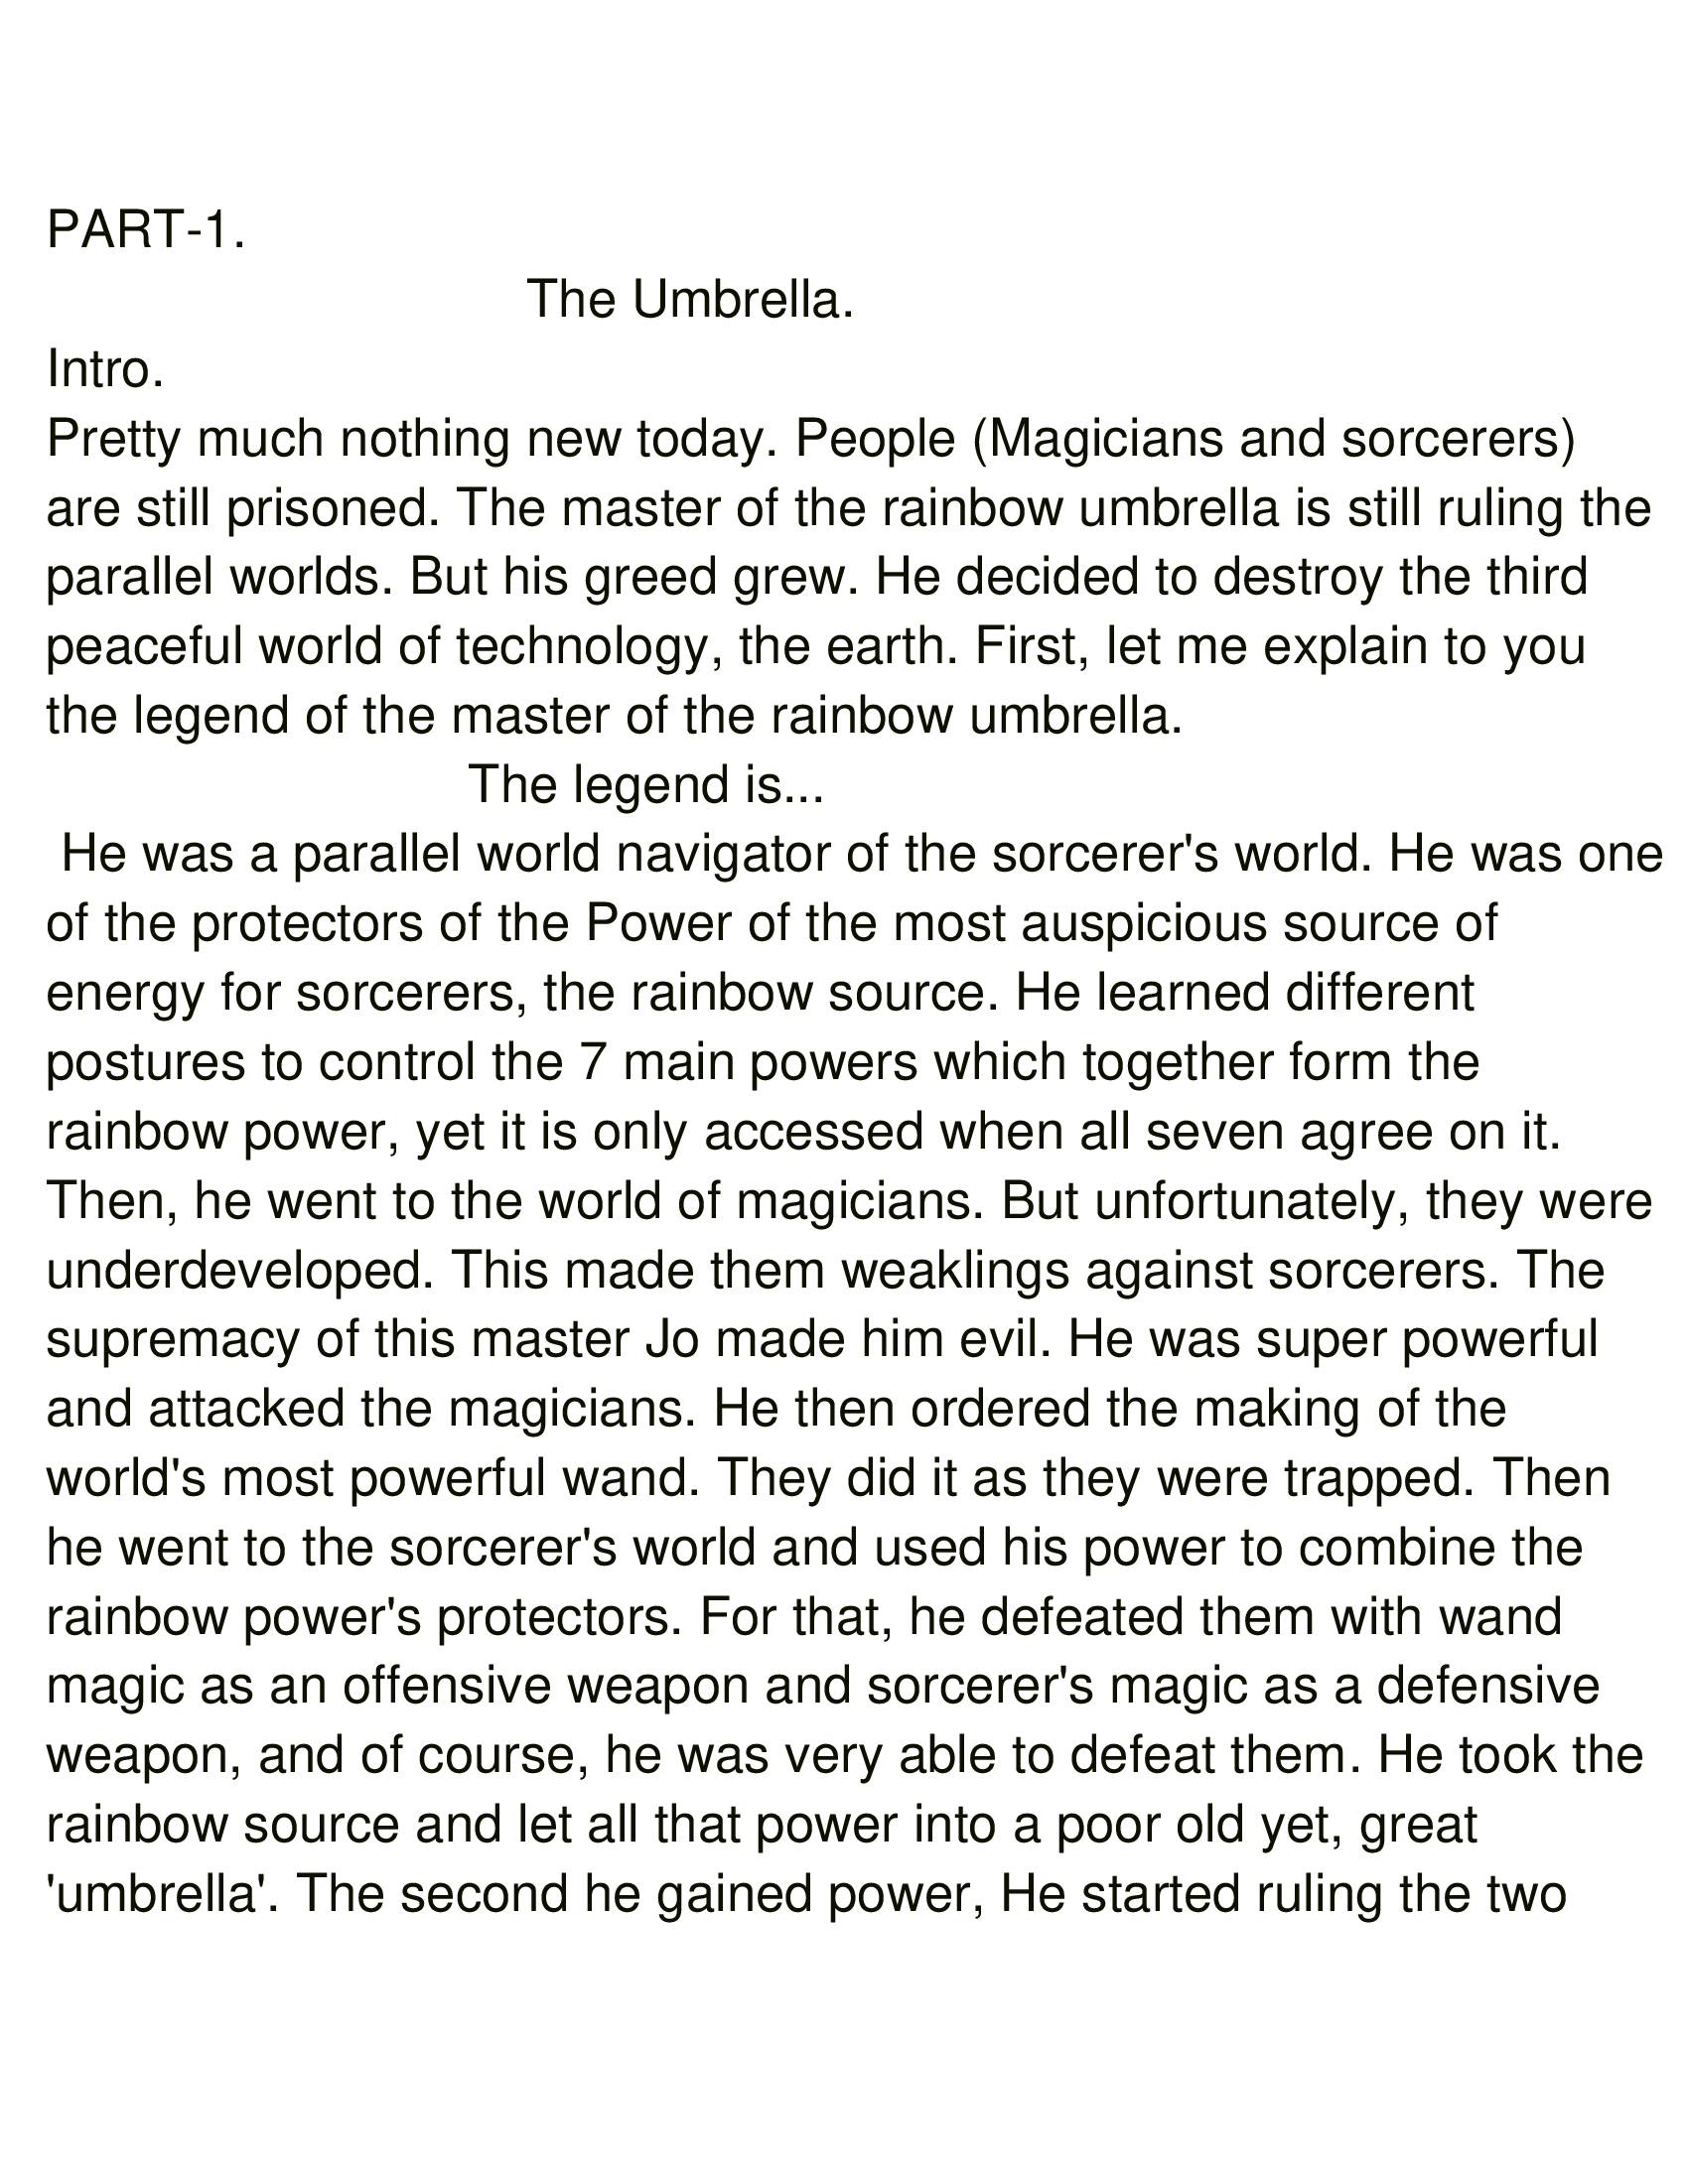 PART-1.
The Umbrella.
Intro.
Pretty much nothing new today. People (Magicians and sorcerers)
are still prisoned. The master of the rainbow umbrella is still ruling the
parallel worlds. But his greed grew. He decided to destroy the third
peaceful world of technology, the earth. First, let me explain to you
the legend of the master of the rainbow umbrella.
The legend is...
He was a parallel world navigator of the sorcerer's world. He was one
of the protectors of the Power of the most auspicious source of
energy for sorcerers, the rainbow source. He learned different
postures to control the 7 main powers which together form the
rainbow power, yet it is only accessed when all seven agree on it.
Then, he went to the world of magicians. But unfortunately, they were
underdeveloped. This made them weaklings against sorcerers. The
supremacy of this master Jo made him evil. He was super powerful
and attacked the magicians. He then ordered the making of the
world's most powerful wand. They did it as they were trapped. Then
he went to the sorcerer's world and used his power to combine the
rainbow power's protectors. For that, he defeated them with wand
magic as an offensive weapon and sorcerer's magic as a defensive
weapon, and of course, he was very able to defeat them. He took the
rainbow source and let all that power into a poor old yet, great
'umbrella'. The second he gained power, He started ruling the two